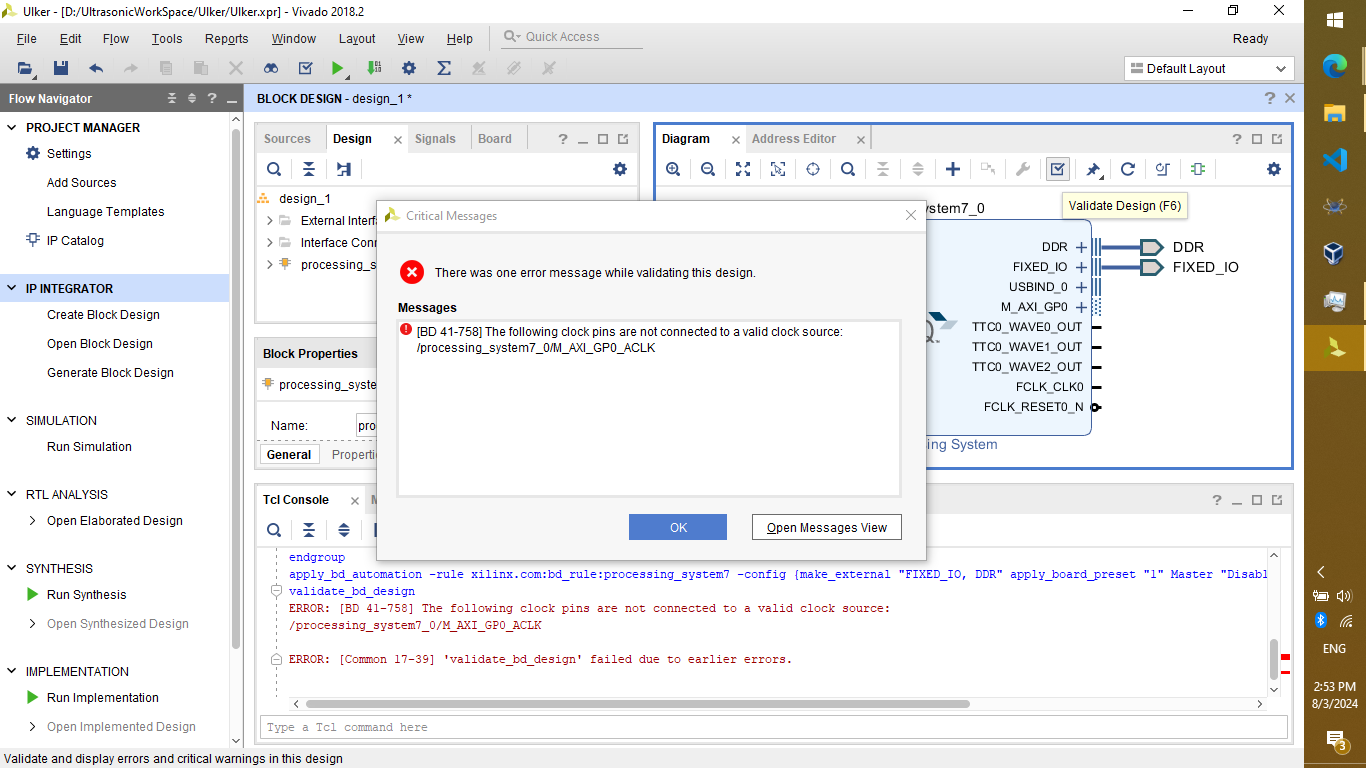 Ulker - [D:/UltrasonicWorkSpace/Ulker/Ulker.xpr] - Vivado 2018.2
File Edit Flow Tools Reports Window Layout View Help Quick Access Ready
Default Layout
Flow Navigator
PROJECT MANAGER
Settings
Add Sources
Language Templates
IP Catalog
IP INTEGRATOR
Create Block Design
Open Block Design
Generate Block Design
SIMULATION
Run Simulation
RTL ANALYSIS
Open Elaborated Design
SYNTHESIS
Run Synthesis
Open Synthesized Design
IMPLEMENTATION
Run Implementation
Open Implemented Design
BLOCK DESIGN - design_1 *
Sources Design Signals Board
design_1
External Interfa
Interface Conn
processing_s
Block Properties
processing_syste
Name: pro
General Properti
Diagram Address Editor
Validate Design (F6)
ystem7_0
DDR
FIXED_IO
USBIND_0
M_AXI_GP0
TTC0_WAVE0_OUT
TTC0_WAVE1_OUT
TTC0_WAVE2_OUT
FCLK_CLK0
FCLK_RESET0_N
DDR
FIXED_IO
ing System
Critical Messages
There was one error message while validating this design.
Messages
[BD 41-758] The following clock pins are not connected to a valid clock source:
/processing_system7_0/M_AXI_GP0_ACLK
OK Open Messages View
Tcl Console
endgroup
apply_bd_automation -rule xilinx.com:bd_rule:processing_system7 -config {make_external "FIXED_IO, DDR" apply_board_preset "1" Master "Disabl
validate_bd_design
ERROR: [BD 41-758] The following clock pins are not connected to a valid clock source:
/processing_system7_0/M_AXI_GP0_ACLK
ERROR: [Common 17-39] 'validate_bd_design' failed due to earlier errors.
Type a Tcl command here
Validate and display errors and critical warnings in this design
ENG
2:53 PM
8/3/2024
3